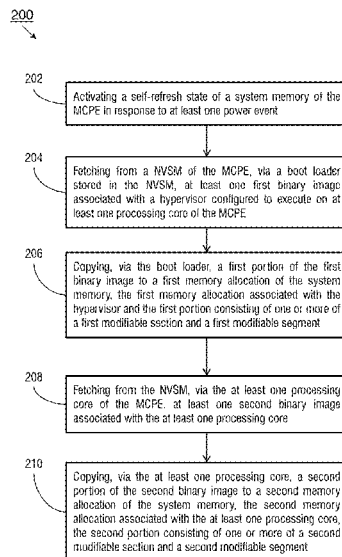 200
202
Activating a self-refresh state of a system memory of the
MCPE in response to at least one power event
204
Fetching from a NVSM of the MCPE, via a boot loader
stored in the NVSM, at least one first binary image
associated with a hypervisor configured to execute on at
least one processing core of the MCPE
206
Copying, via the boot loader, a first portion of the first
binary image to a first memory allocation of the system
memory, the first memory allocation associated with the
hypervisor and the first portion consisting of one or more of
a first modifiable section and a first modifiable segment
208
Fetching from the NVSM, via the at least one processing
core of the MCPE, at least one second binary image
associated with the at least one processing core
210
Copying, via the at least one processing core, a second
portion of the second binary image to a second memory
allocation of the system memory, the second memory
allocation associated with the at least one processing core,
the second portion consisting of one or more of a second
modifiable section and a second modifiable segment